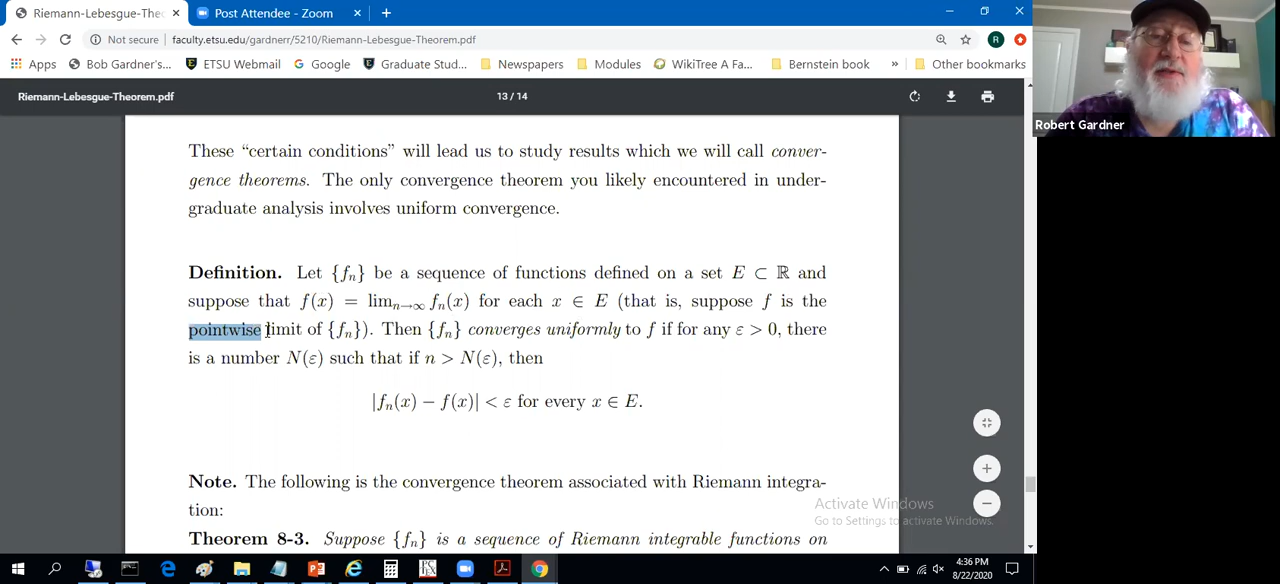 Riemann-Lebesgue-Theo
Post Attendee - Zoom
Not secure | faculty.etsu.edu/gardnerr/5210/Riemann-Lebesgue-Theorem.pdf
R
Apps Bob Gardner's... ETSU Webmail Google Graduate Stud... Newspapers Modules WikiTree A Fa... Bernstein book » Other bookmarks
Riemann-Lebesgue-Theorem.pdf 13 / 14
Robert Gardner
These “certain conditions” will lead us to study results which we will call conver-
gence theorems. The only convergence theorem you likely encountered in under-
graduate analysis involves uniform convergence.
Definition. Let {fₙ} be a sequence of functions defined on a set E ⊂ ℝ and
suppose that f(x) = limₙ→∞ fₙ(x) for each x ∈ E (that is, suppose f is the
pointwise limit of {fₙ}). Then {fₙ} converges uniformly to f if for any ε > 0, there
is a number N(ε) such that if n > N(ε), then
|fₙ(x) − f(x)| < ε for every x ∈ E.
Note. The following is the convergence theorem associated with Riemann integra-
tion:
Theorem 8-3. Suppose {fₙ} is a sequence of Riemann integrable functions on
Activate Windows
Go to Settings to activate Windows.
4:36 PM
8/22/2020